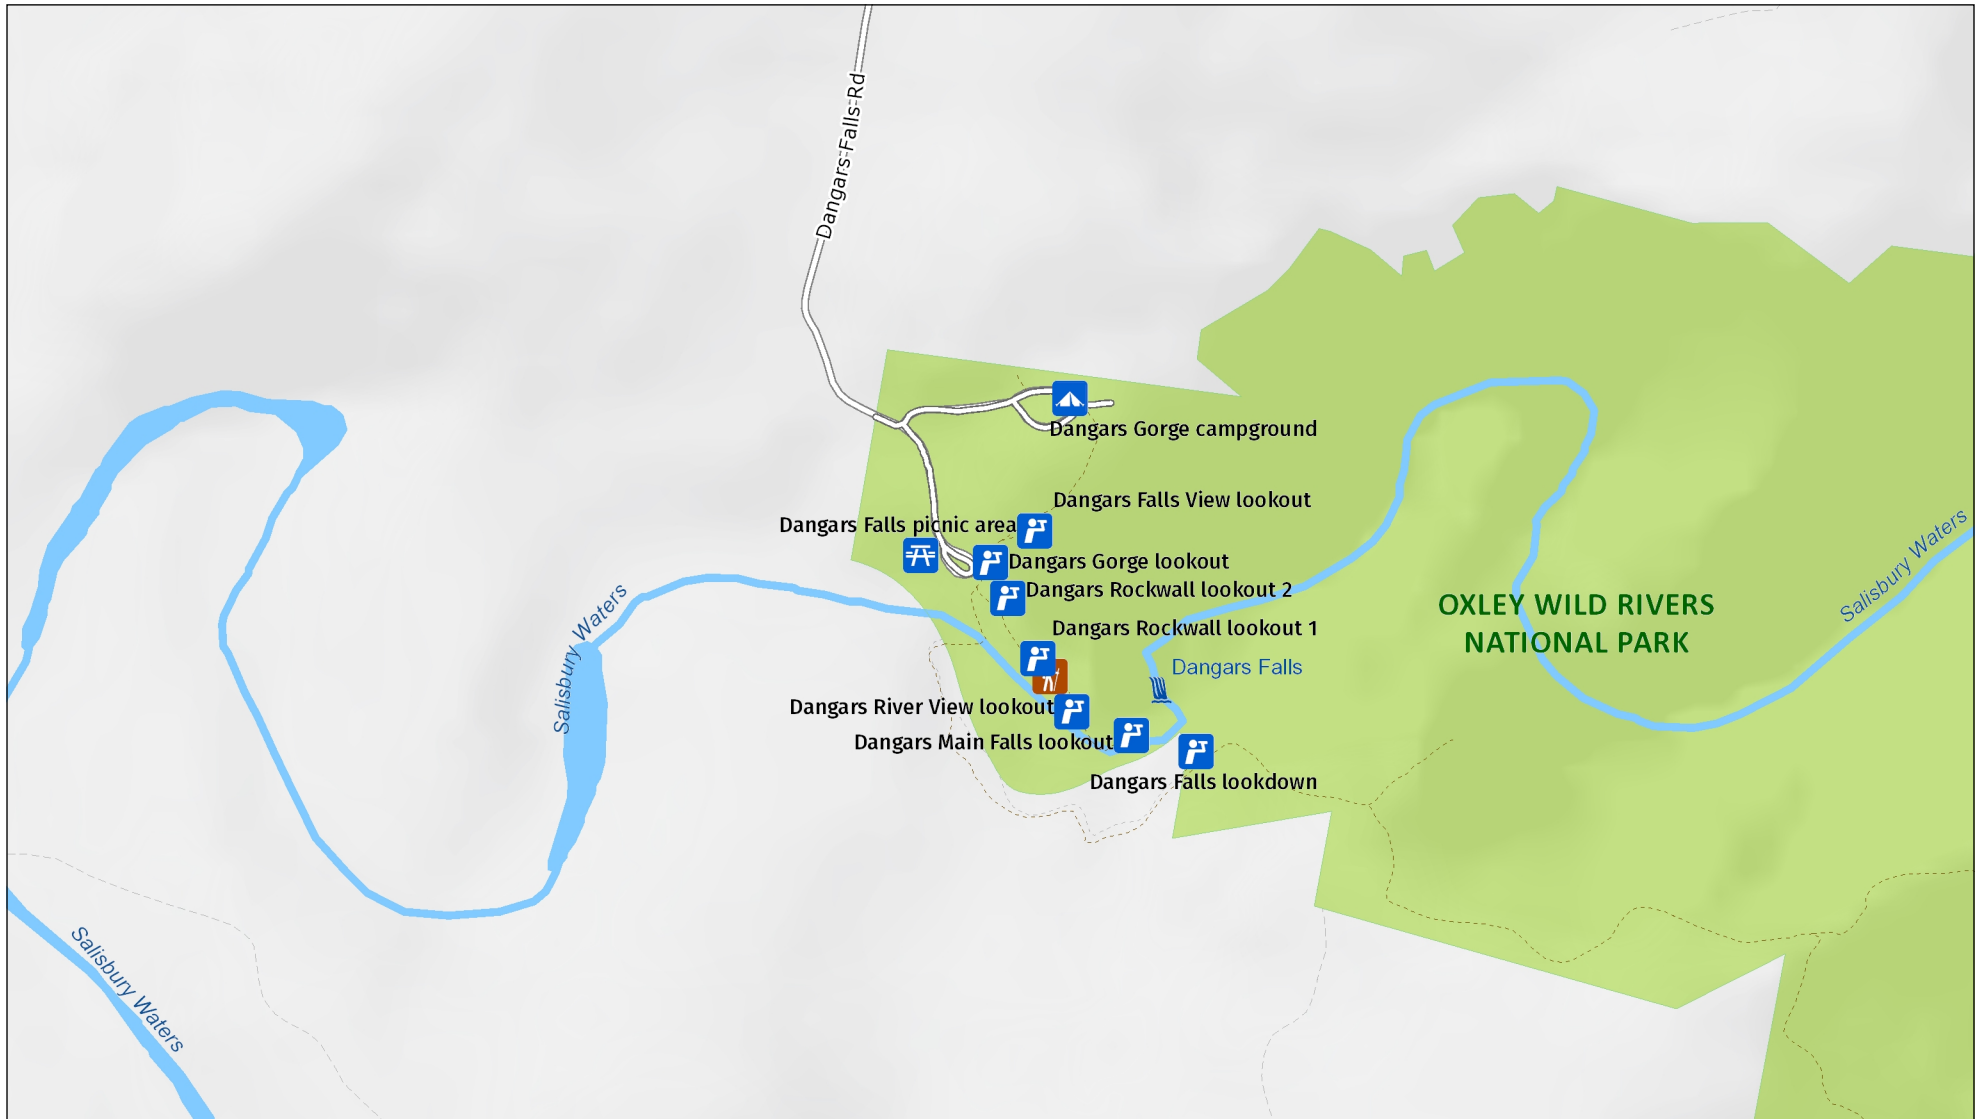 Dangars-Falls-Rd
Dangars Gorge campground
Dangars Falls View lookout
Dangars Falls picnic area
Dangars Gorge lookout
Dangars Rockwall lookout 2
Salisbury Waters
Salisbury Waters
OXLEY WILD RIVERS
NATIONAL PARK
Dangars Rockwall lookout 1
Dangars Falls
Dangars River View lookout
Dangars Main Falls lookout
Dangars Falls lookdown
Salisbury Waters